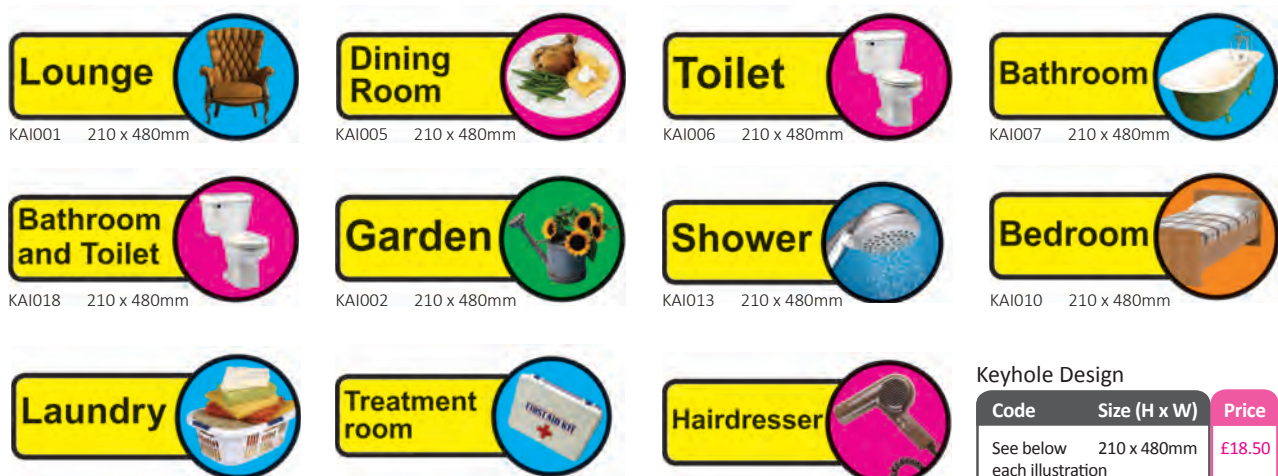 Lounge
KAI001 210 x 480mm
Dining
Room
KAI005 210 x 480mm
Toilet
KAI006 210 x 480mm
Bathroom
KAI007 210 x 480mm
Bathroom
and Toilet
KAI018 210 x 480mm
Garden
KAI002 210 x 480mm
Shower
KAI013 210 x 480mm
Bedroom
KAI010 210 x 480mm
Laundry
Treatment
room
FIRST AID KIT
Hairdresser
Keyhole Design
Code Size (H x W) Price
See below 210 x 480mm £18.50
each illustration